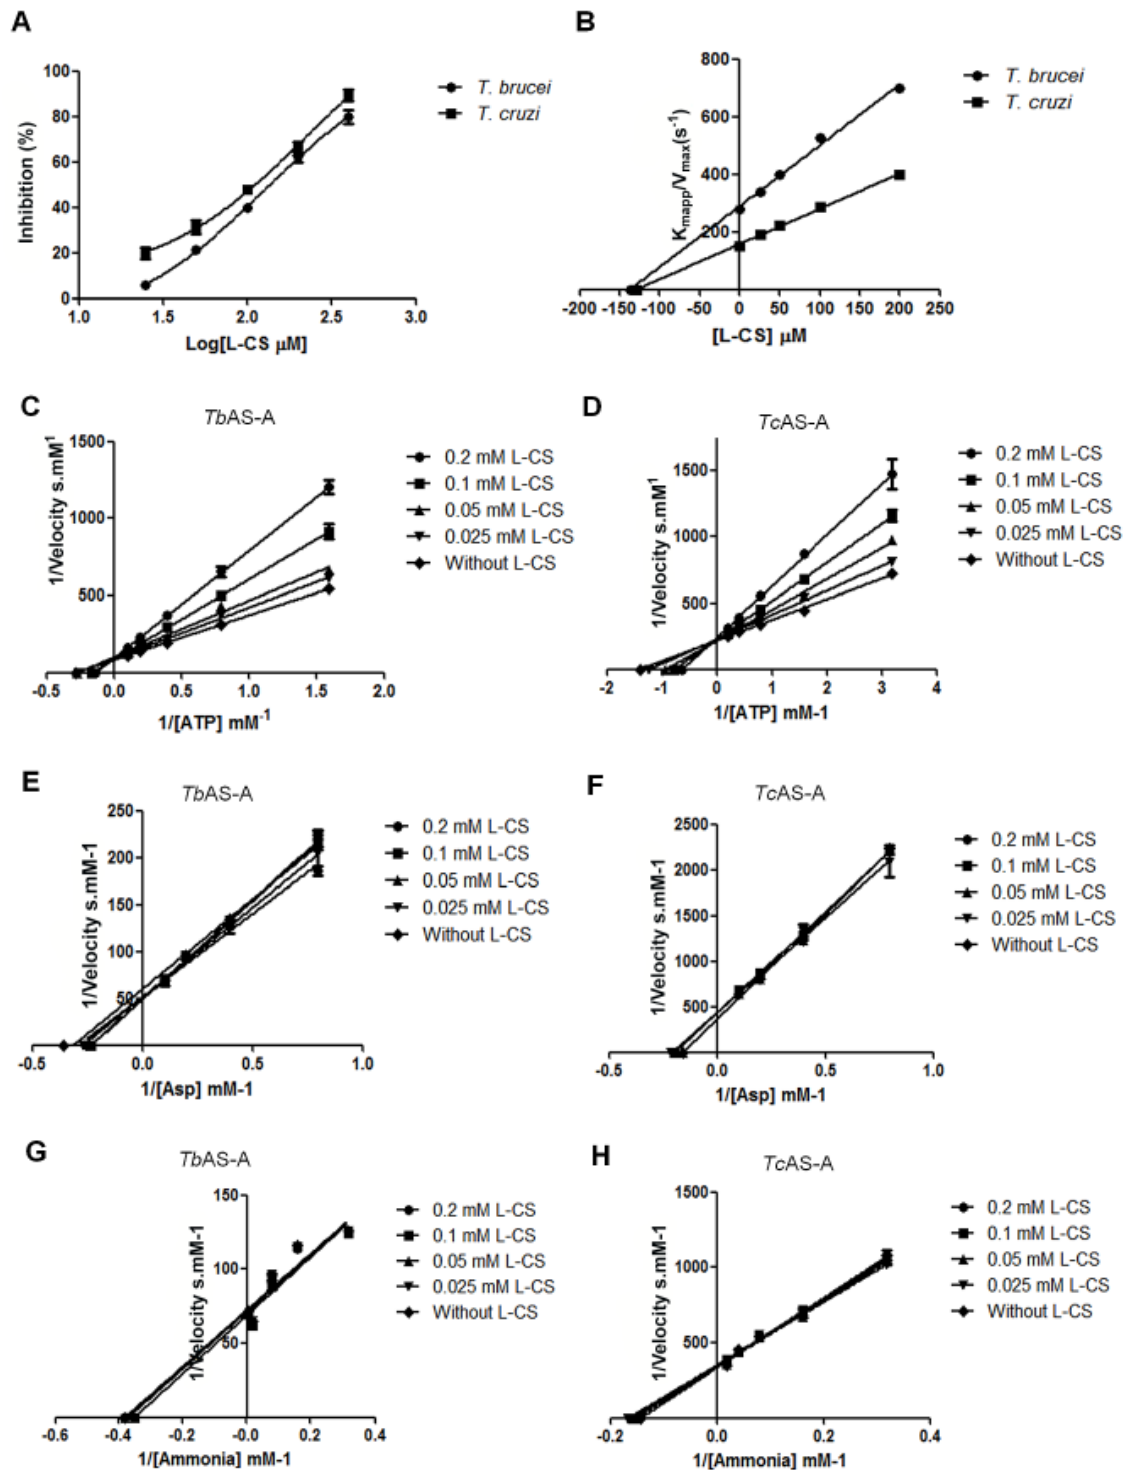 A
Inhibition (%)
100
80
60
40
20
0
1.0 1.5 2.0 2.5 3.0
Log[L-CS µM]
T. brucei
T. cruzi
B
K_mapp/V_max(s⁻¹)
800
600
400
200
-200 -150 -100 -50 0 50 100 150 200 250
[L-CS] µM
T. brucei
T. cruzi
C
TbAS-A
1/Velocity s.mM¹
1500
1000
500
-0.5 0.0 0.5 1.0 1.5 2.0
1/[ATP] mM⁻¹
0.2 mM L-CS
0.1 mM L-CS
0.05 mM L-CS
0.025 mM L-CS
Without L-CS
D
TcAS-A
1/Velocity s.mM¹
1500
1000
500
-2 -1 0 1 2 3 4
1/[ATP] mM-1
0.2 mM L-CS
0.1 mM L-CS
0.05 mM L-CS
0.025 mM L-CS
Without L-CS
E
TbAS-A
1/Velocity s.mM-1
250
200
150
100
50
-0.5 0.0 0.5 1.0
1/[Asp] mM-1
0.2 mM L-CS
0.1 mM L-CS
0.05 mM L-CS
0.025 mM L-CS
Without L-CS
F
TcAS-A
1/Velocity s.mM-1
2500
2000
1500
1000
500
-0.5 0.0 0.5 1.0
1/[Asp] mM-1
0.2 mM L-CS
0.1 mM L-CS
0.05 mM L-CS
0.025 mM L-CS
Without L-CS
G
TbAS-A
1/Velocity s.mM-1
150
100
50
-0.6 -0.4 -0.2 -0.0 0.2 0.4
1/[Ammonia] mM-1
0.2 mM L-CS
0.1 mM L-CS
0.05 mM L-CS
0.025 mM L-CS
Without L-CS
H
TcAS-A
1/Velocity s.mM-1
1500
1000
500
-0.2 0.0 0.2 0.4
1/[Ammonia] mM-1
0.2 mM L-CS
0.1 mM L-CS
0.05 mM L-CS
0.025 mM L-CS
Without L-CS